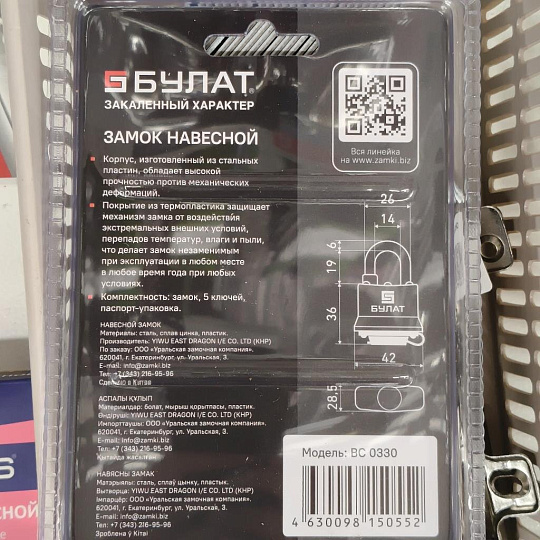 БУЛАТ®
ЗАКАЛЕННЫЙ ХАРАКТЕР
ЗАМОК НАВЕСНОЙ
Корпус, изготовленный из стальных
пластин, обладает высокой
прочностью против механических
деформаций.
Покрытие из термопластика защищает
механизм замка от воздействия
экстремальных внешних условий,
перепадов температур, влаги и пыли,
что делает замок незаменимым
при эксплуатации в любом месте
в любое время года при любых
условиях.
Комплектность: замок, 5 ключей,
паспорт-упаковка.
НАВЕСНОЙ ЗАМОК
Материалы: сталь, сплав цинка, пластик.
Производитель: YIWU EAST DRAGON I/E CO. LTD (КНР)
По заказу: ООО «Уральская замочная компания».
620041, г. Екатеринбург, ул. Уральская, 3.
E-mail: info@zamki.biz
Тел.: +7 (343) 216-95-96
Сделано в Китае
АСПАЛЫ ҚҰЛЫП
Материалдар: болат, мырыш қорытпасы, пластик.
Өндіруші: YIWU EAST DRAGON I/E CO. LTD (КНР)
Импорттаушы: ООО «Уральская замочная компания».
620041, г. Екатеринбург, ул. Уральская, 3.
E-mail: info@zamki.biz
Тел.: +7 (343) 216-95-96
Қытайда жасалған
НАВЯСНЫ ЗАМАК
Матэрыялы: сталь, сплаў цынку, пластык.
Вытворца: YIWU EAST DRAGON I/E CO. LTD (КНР)
Імпарцёр: ООО «Уральская замочная компания».
620041, г. Екатеринбург, ул. Уральская, 3.
E-mail: info@zamki.biz
Тел.: +7 (343) 216-95-96
Зроблена ў Кітаі
Вся линейка
на www.zamki.biz
26
14
6
19
36
БУЛАТ
42
28,5
Модель: ВС 0330
4 630098 150552
S
СНОЙ